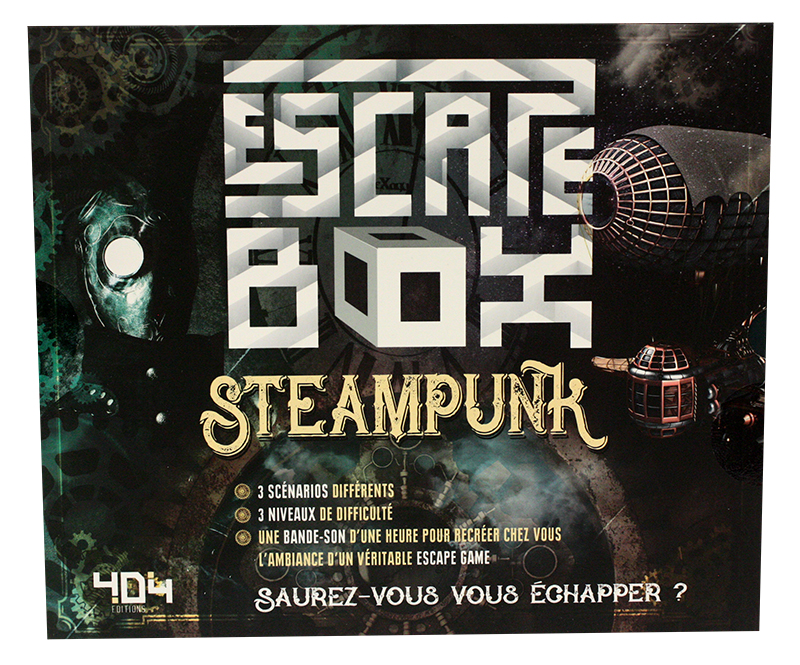 ESCAPE
BOX
STEAMPUNK
3 SCÉNARIOS DIFFÉRENTS
3 NIVEAUX DE DIFFICULTÉ
UNE BANDE-SON D'UNE HEURE POUR RECRÉER CHEZ VOUS
L'AMBIANCE D'UN VÉRITABLE ESCAPE GAME
404
ÉDITIONS
SAUREZ-VOUS VOUS ÉCHAPPER ?